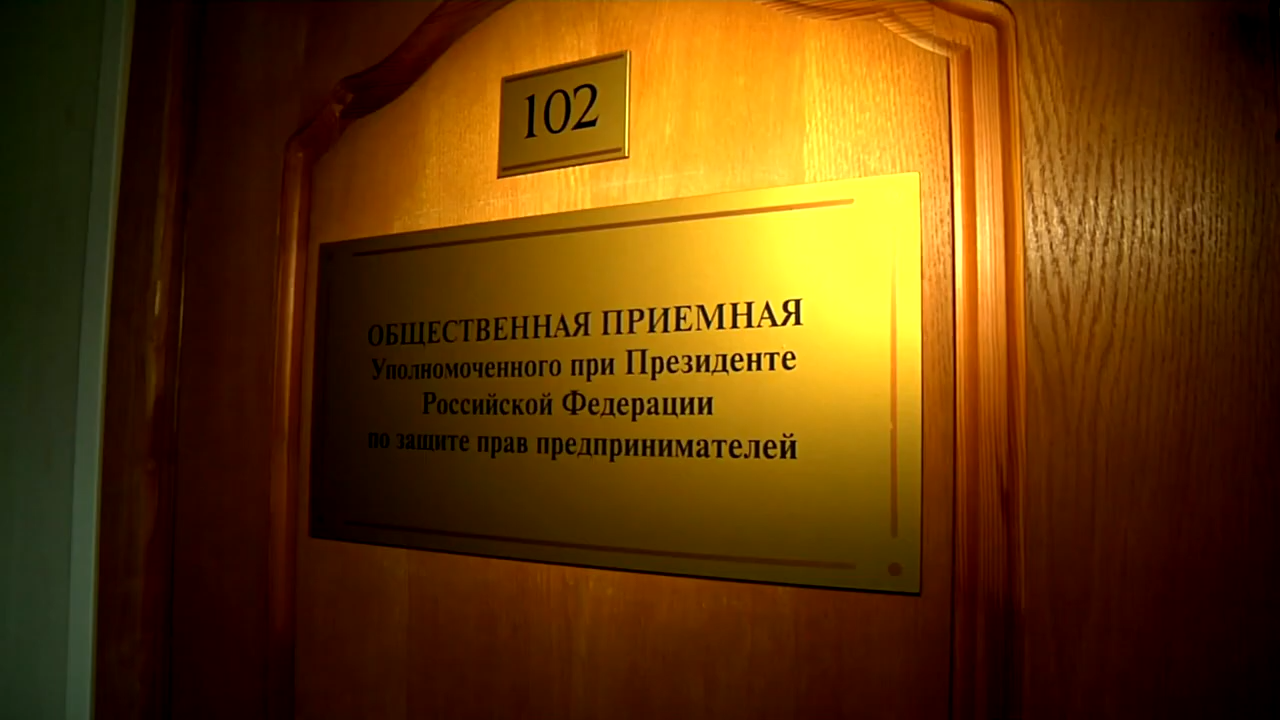 102
ОБЩЕСТВЕННАЯ ПРИЕМНАЯ
Уполномоченного при Президенте
Российской Федерации
по защите прав предпринимателей